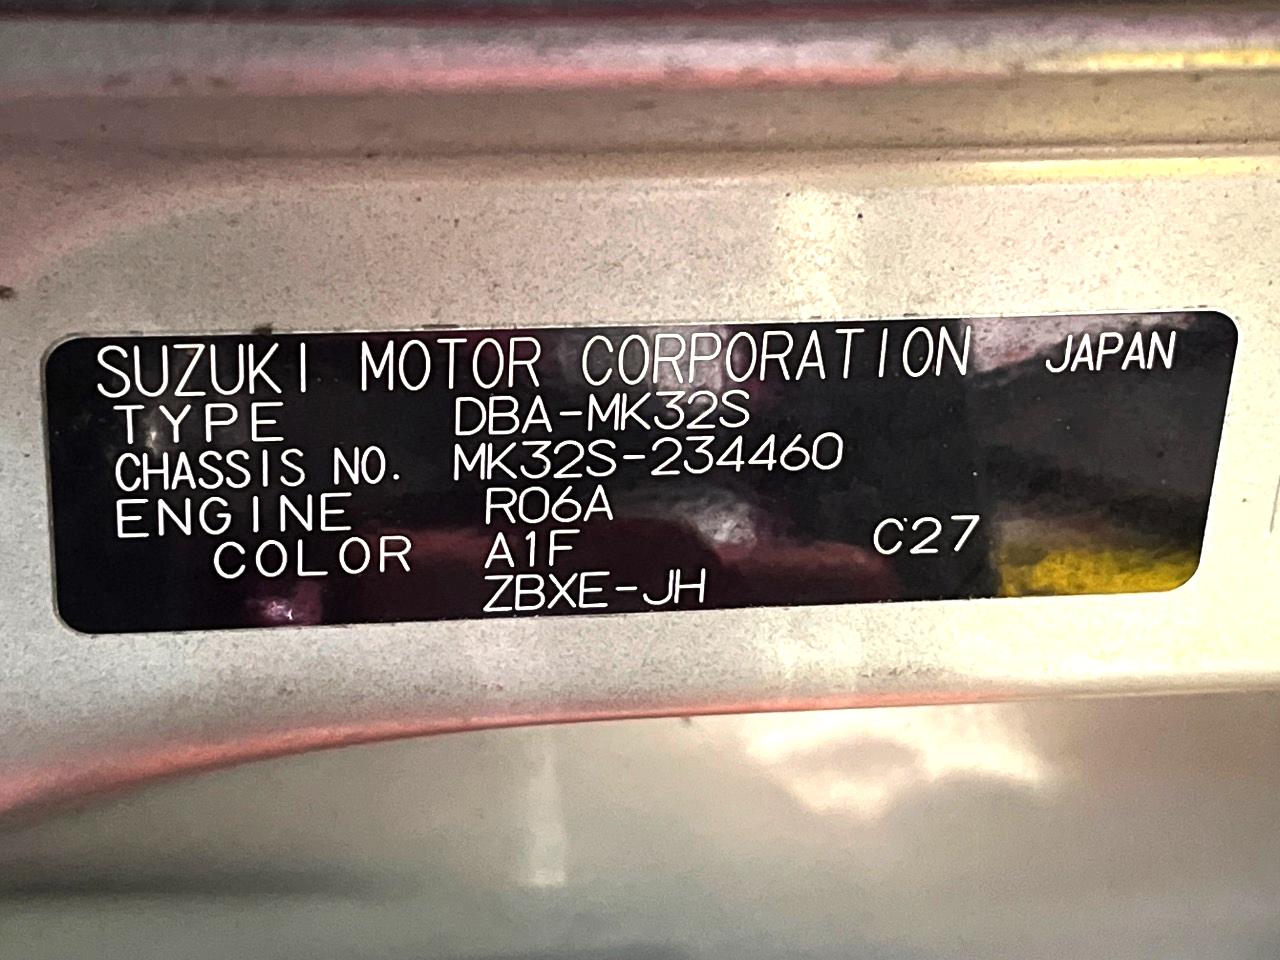 SUZUKI MOTOR CORPORATION JAPAN
TYPE DBA-MK32S
CHASSIS NO. MK32S-234460
ENGINE R06A
COLOR A1F C27
ZBXE-JH